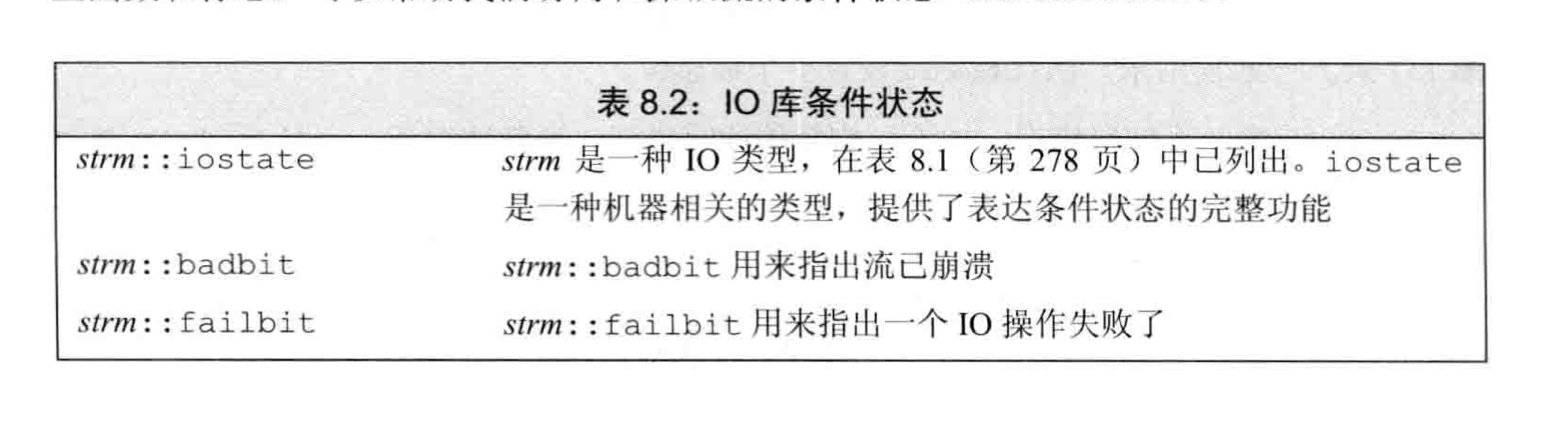 表 8.2：IO 库条件状态
strm::iostate strm 是一种 IO 类型，在表 8.1（第 278 页）中已列出。iostate
是一种机器相关的类型，提供了表达条件状态的完整功能
strm::badbit strm::badbit 用来指出流已崩溃
strm::failbit strm::failbit 用来指出一个 IO 操作失败了